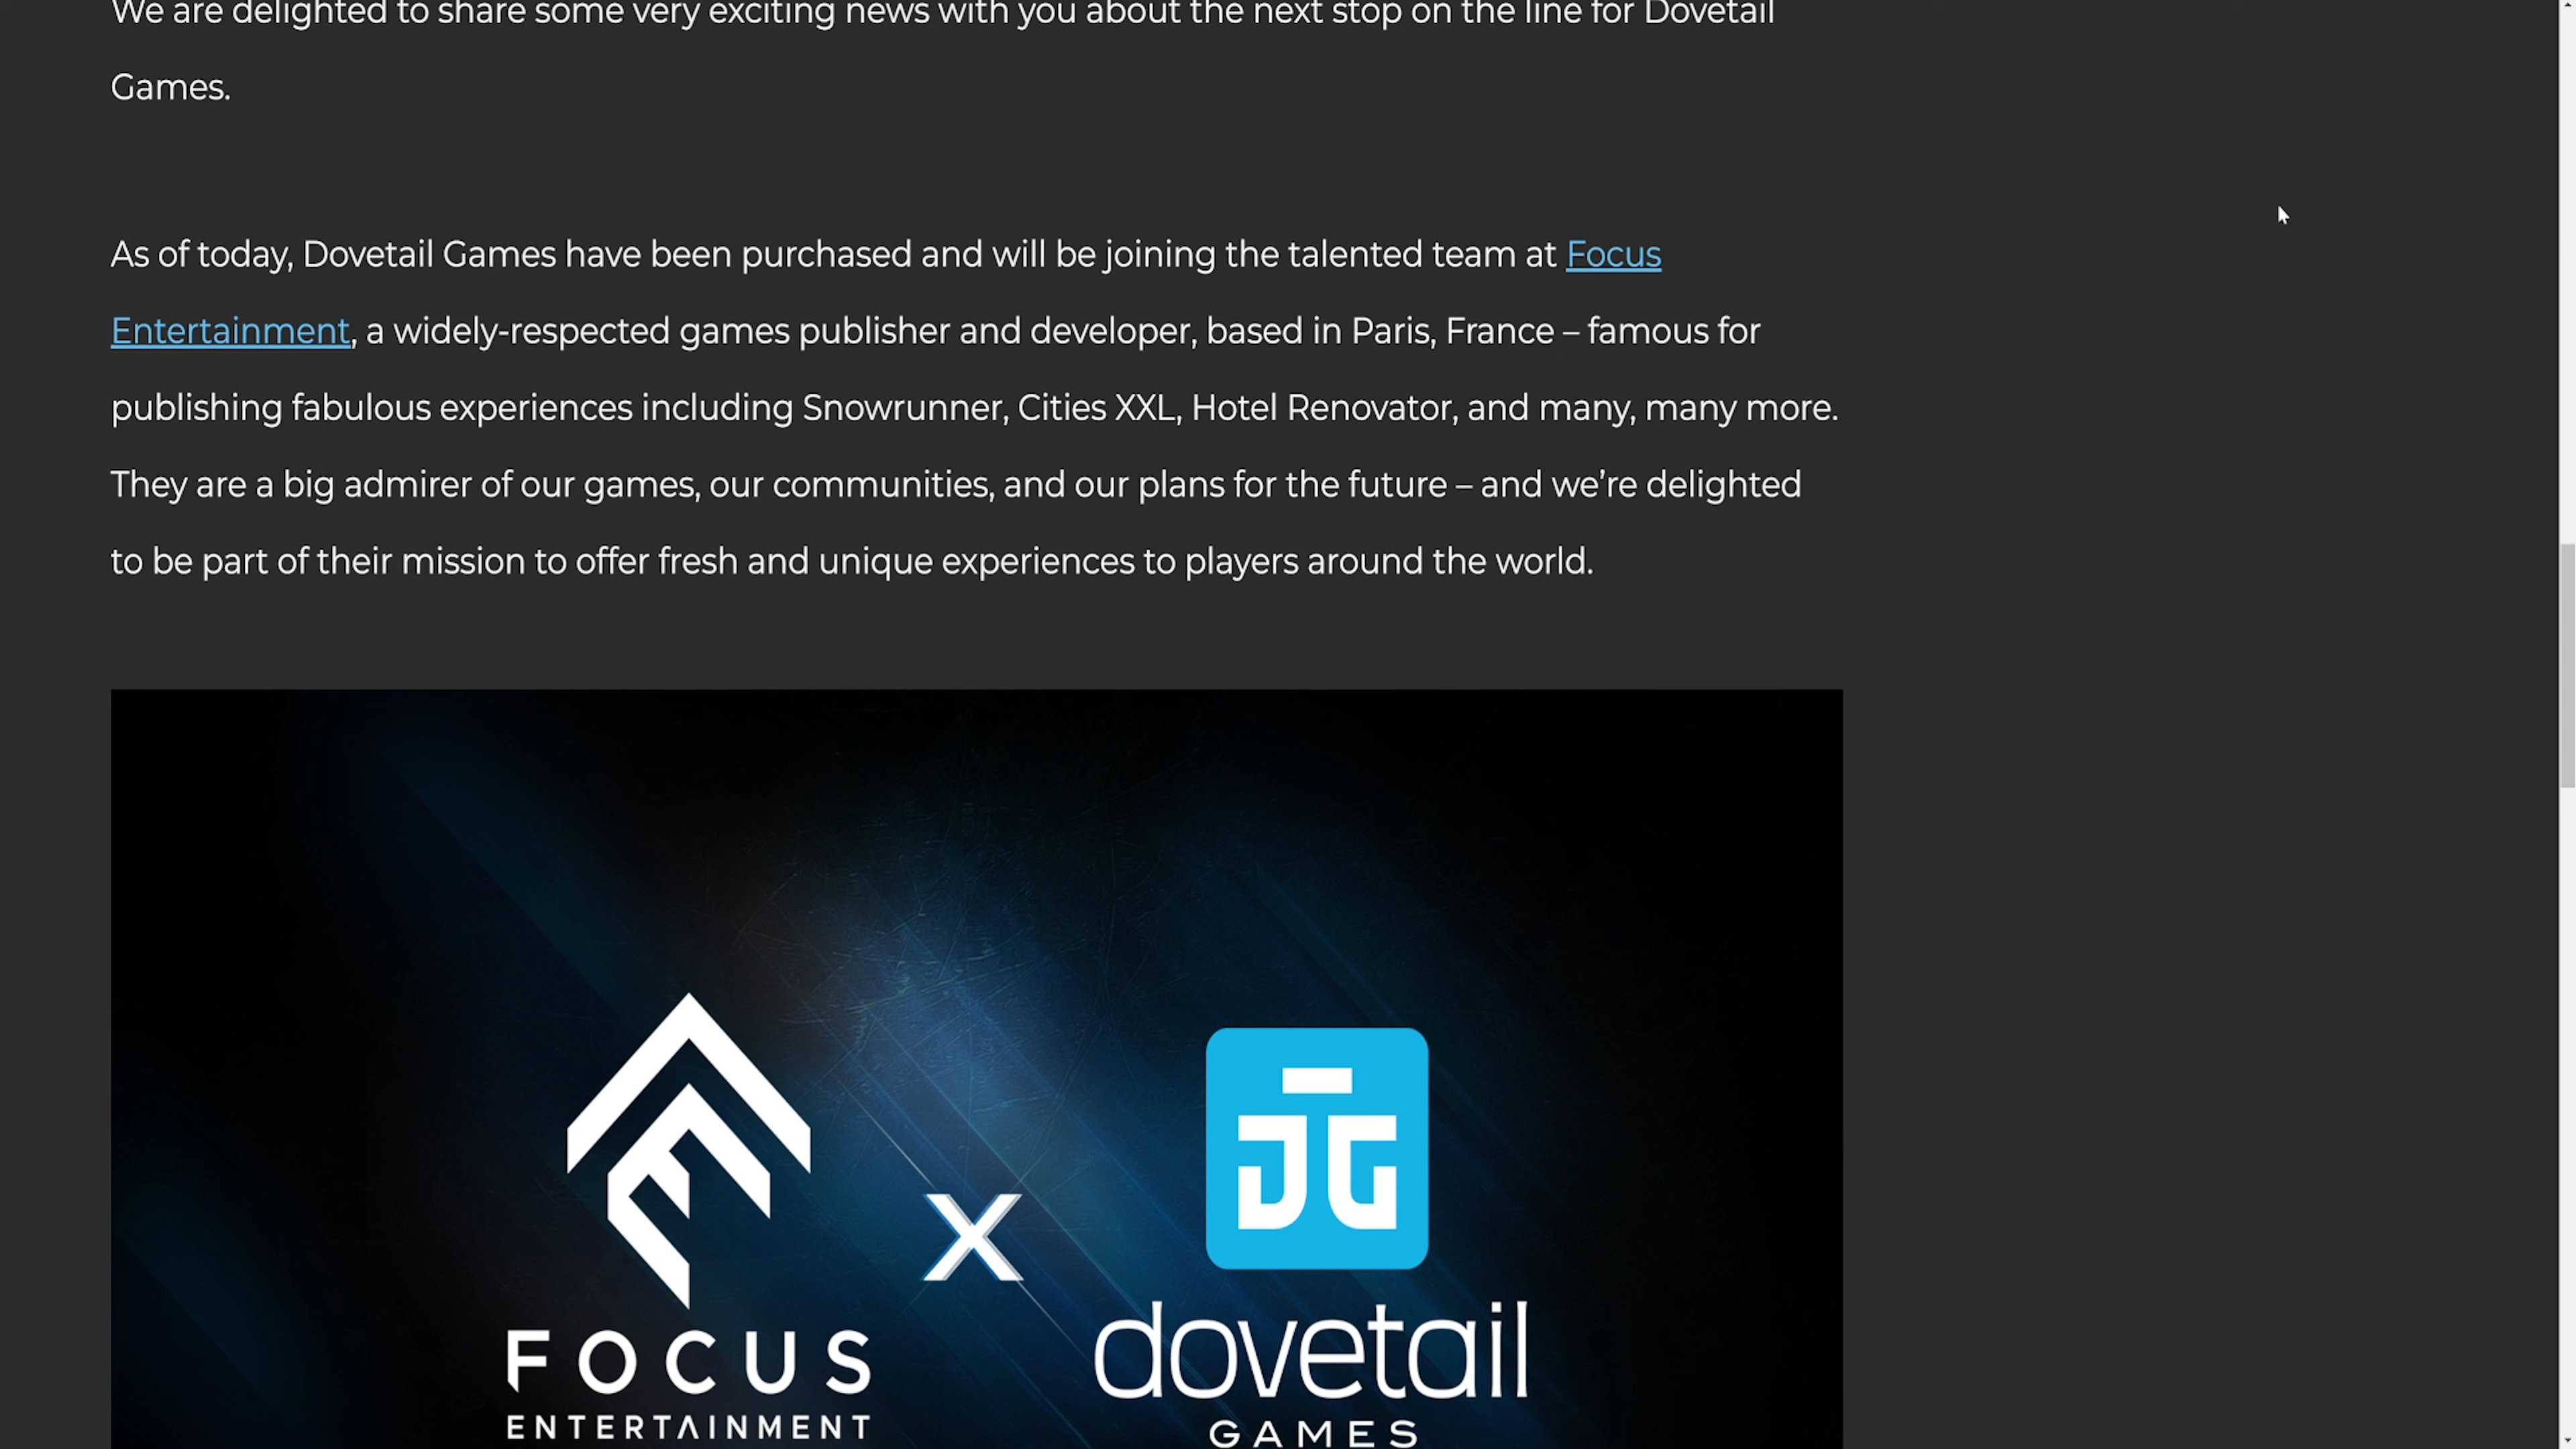 We are delighted to share some very exciting news with you about the next stop on the line for Dovetail
Games.
As of today, Dovetail Games have been purchased and will be joining the talented team at Focus
Entertainment, a widely-respected games publisher and developer, based in Paris, France – famous for
publishing fabulous experiences including Snowrunner, Cities XXL, Hotel Renovator, and many, many more.
They are a big admirer of our games, our communities, and our plans for the future – and we’re delighted
to be part of their mission to offer fresh and unique experiences to players around the world.
FOCUS
ENTERTAINMENT
X
dovetail
GAMES